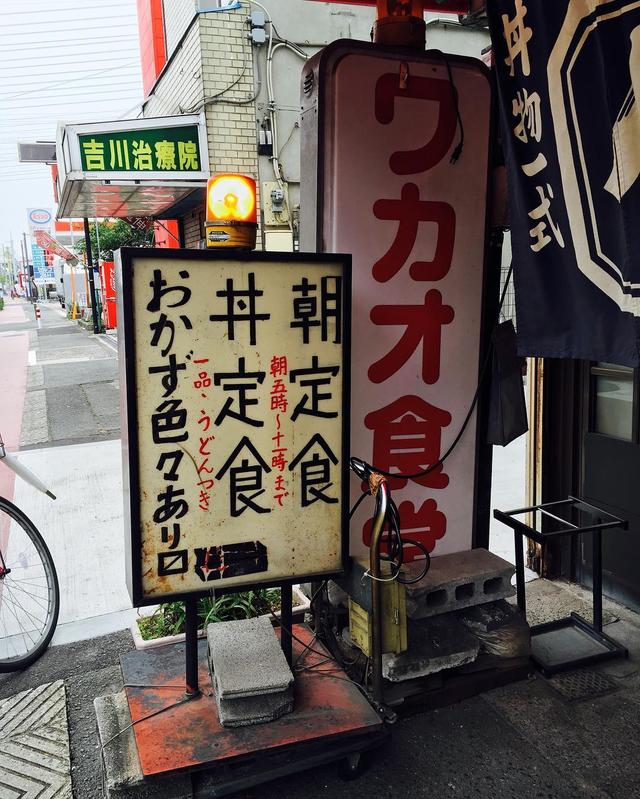 吉川治療院
Esso
ワカオ食堂
丼物一式
朝定食
朝五時〜十一時まで
丼定食
一品、うどんつき
おかず色々あり〼